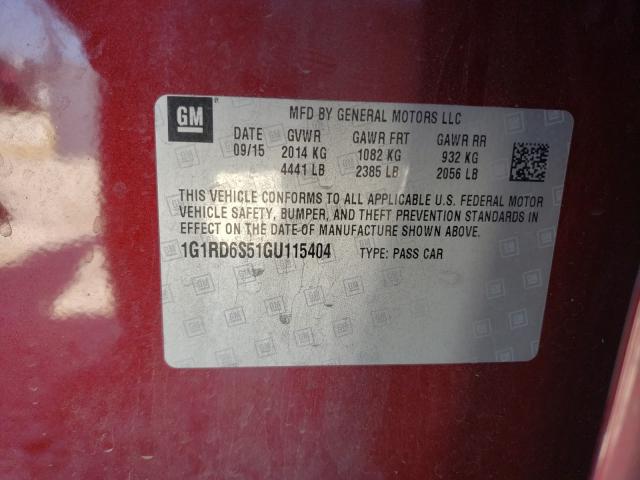 GM
MFD BY GENERAL MOTORS LLC
DATE GVWR GAWR FRT GAWR RR
09/15 2014 KG 1082 KG 932 KG
4441 LB 2385 LB 2056 LB
THIS VEHICLE CONFORMS TO ALL APPLICABLE U.S. FEDERAL MOTOR
VEHICLE SAFETY, BUMPER, AND THEFT PREVENTION STANDARDS IN
EFFECT ON THE DATE OF MANUFACTURE SHOWN ABOVE.
1G1RD6S51GU115404 TYPE: PASS CAR